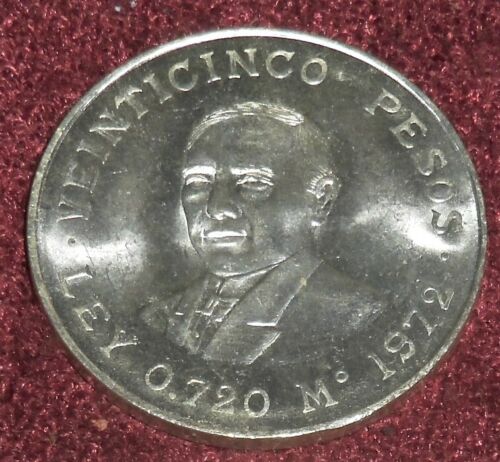 · VEINTICINCO PESOS ·
LEY 0.720 Mo 1972